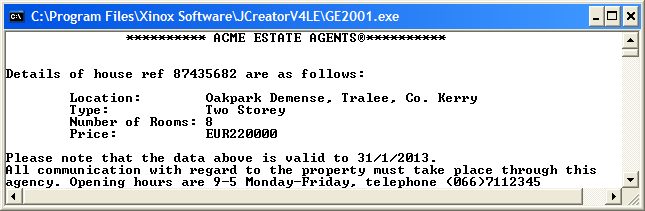 C:\Program Files\Xinox Software\JCreatorV4LE\GE2001.exe
********** ACME ESTATE AGENTS®**********
Details of house ref 87435682 are as follows:
Location: Oakpark Demense, Tralee, Co. Kerry
Type: Two Storey
Number of Rooms: 8
Price: EUR220000
Please note that the data above is valid to 31/1/2013.
All communication with regard to the property must take place through this
agency. Opening hours are 9-5 Monday-Friday, telephone (066)7112345